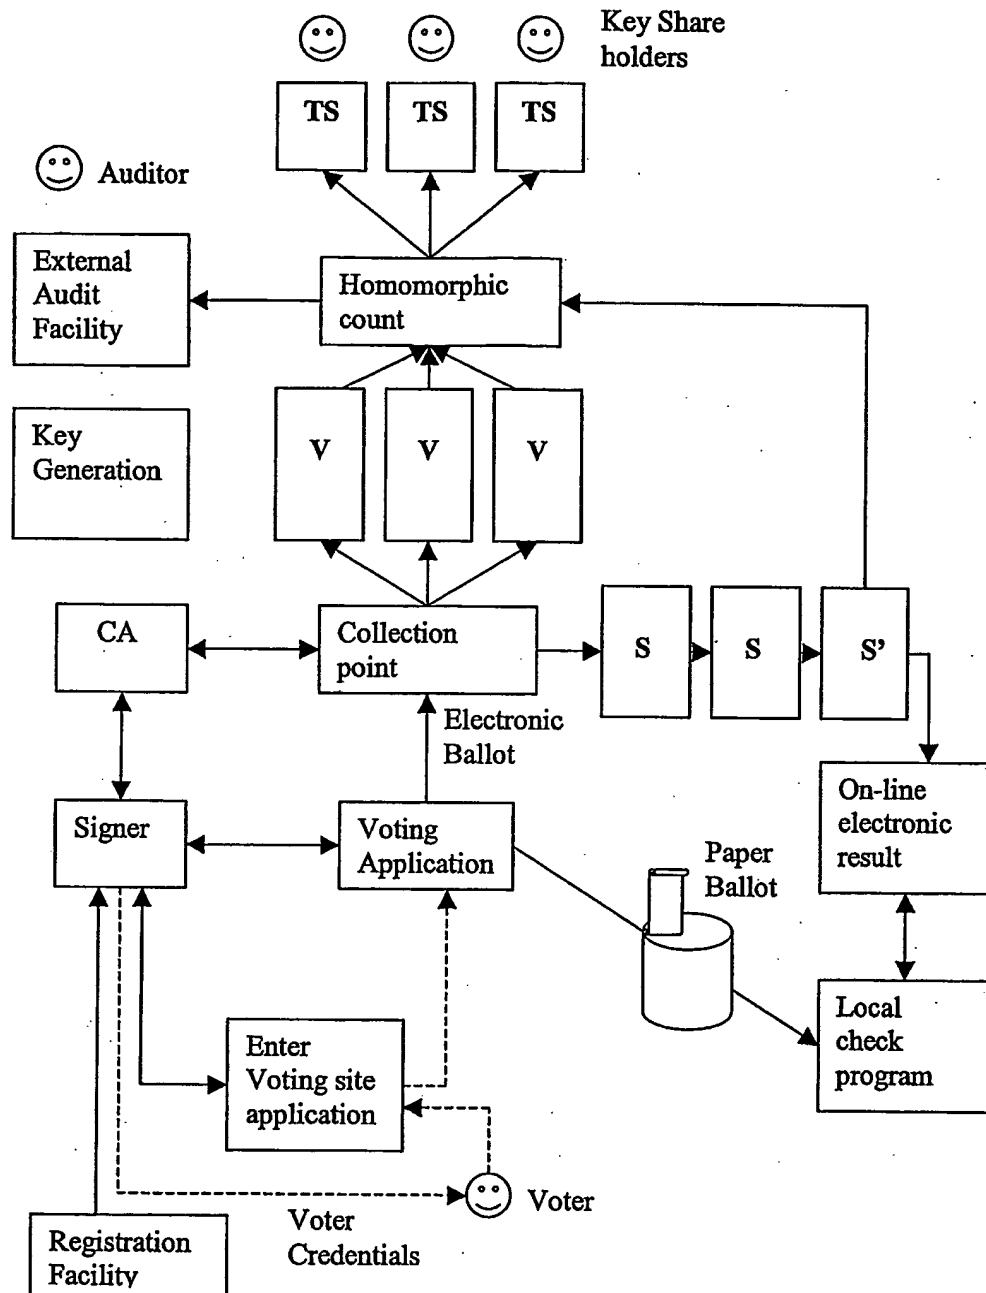 Key Share
holders
TS
TS
TS
Auditor
External
Audit
Facility
Homomorphic
count
Key
Generation
V
V
V
CA
Collection
point
S
S
S'
Electronic
Ballot
Signer
Voting
Application
On-line
electronic
result
Paper
Ballot
Enter
Voting site
application
Local
check
program
Voter
Voter
Credentials
Registration
Facility